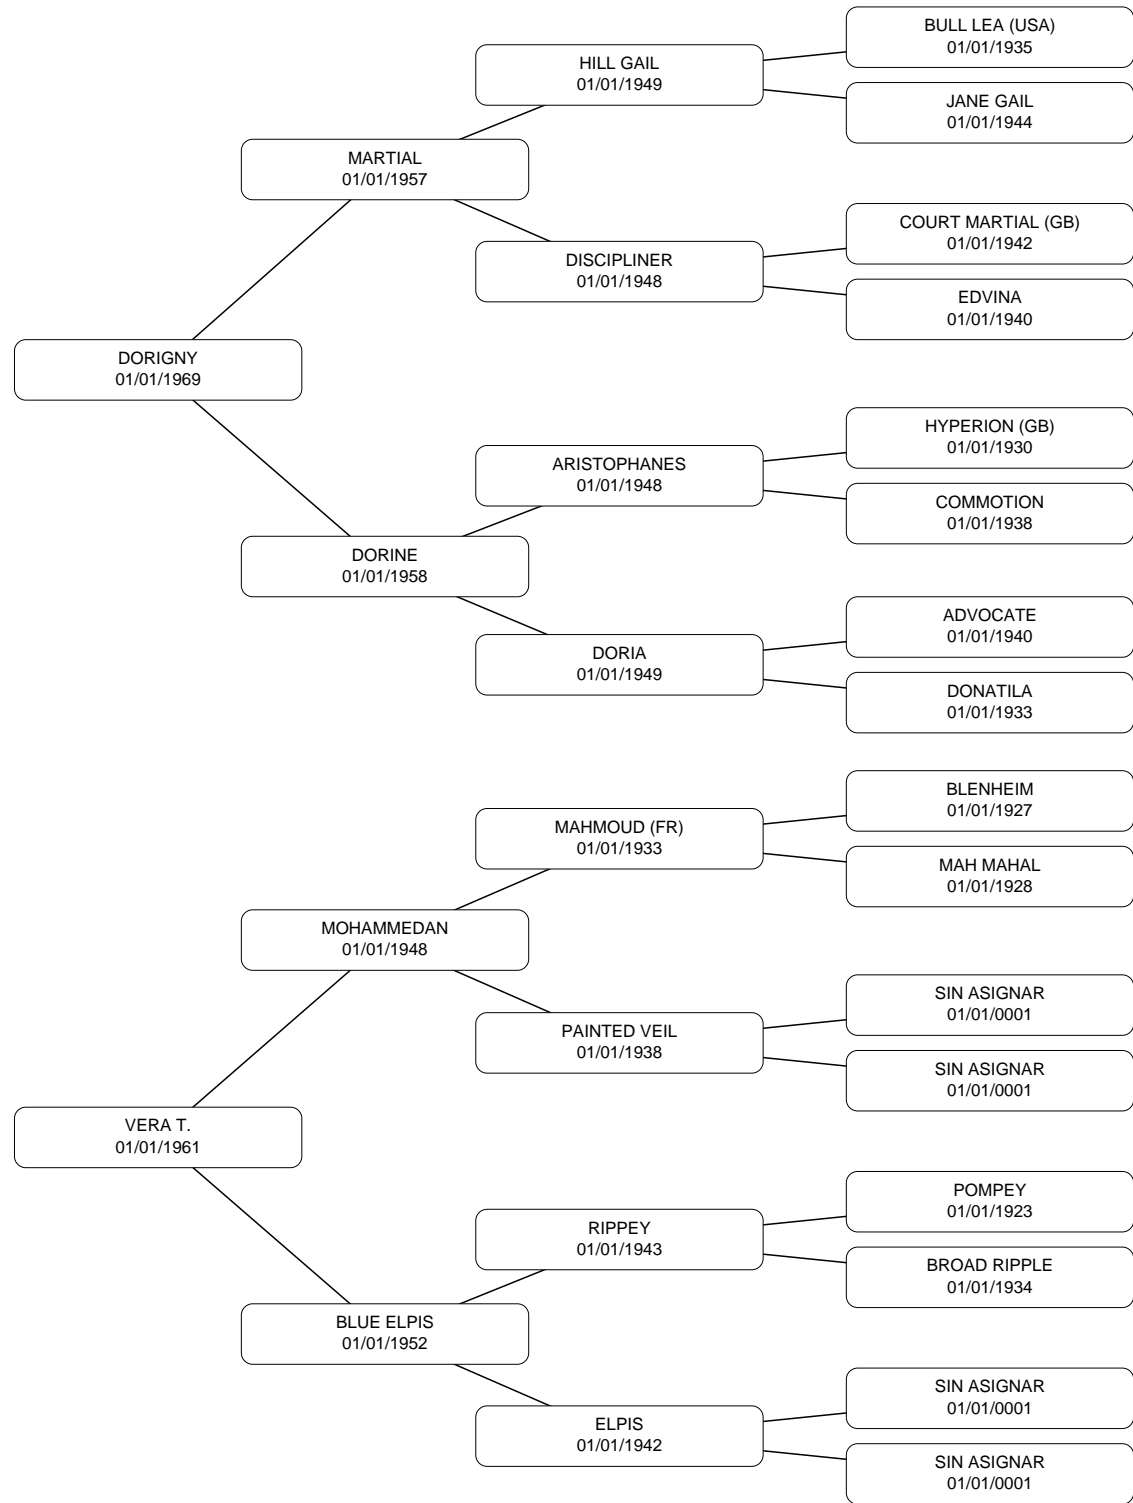 BULL LEA (USA)
01/01/1935
HILL GAIL
01/01/1949
JANE GAIL
01/01/1944
MARTIAL
01/01/1957
COURT MARTIAL (GB)
01/01/1942
DISCIPLINER
01/01/1948
EDVINA
01/01/1940
DORIGNY
01/01/1969
HYPERION (GB)
01/01/1930
ARISTOPHANES
01/01/1948
COMMOTION
01/01/1938
DORINE
01/01/1958
ADVOCATE
01/01/1940
DORIA
01/01/1949
DONATILA
01/01/1933
BLENHEIM
01/01/1927
MAHMOUD (FR)
01/01/1933
MAH MAHAL
01/01/1928
MOHAMMEDAN
01/01/1948
SIN ASIGNAR
01/01/0001
PAINTED VEIL
01/01/1938
SIN ASIGNAR
01/01/0001
VERA T.
01/01/1961
POMPEY
01/01/1923
RIPPEY
01/01/1943
BROAD RIPPLE
01/01/1934
BLUE ELPIS
01/01/1952
SIN ASIGNAR
01/01/0001
ELPIS
01/01/1942
SIN ASIGNAR
01/01/0001